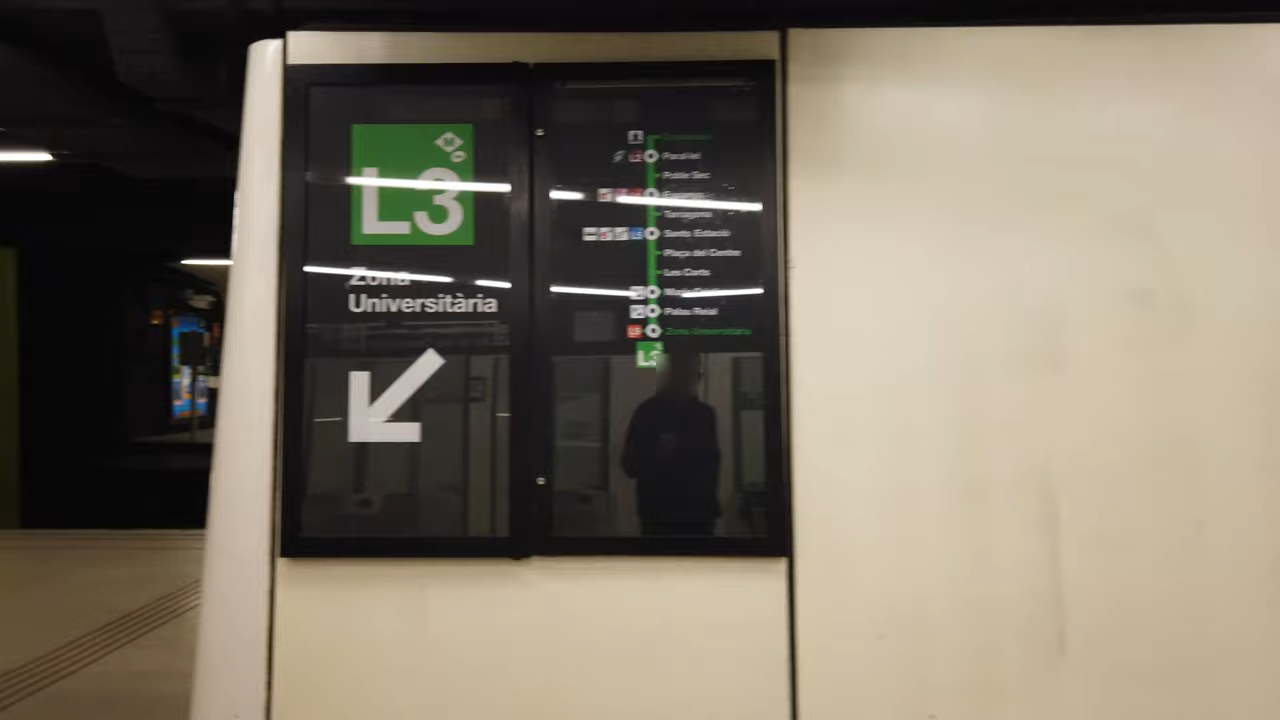 M
L3
Zona
Universitària
Paral·lel
Poble Sec
Tarragona
Sants Estació
Plaça del Centre
Les Corts
Palau Reial
Zona Universitària
L3